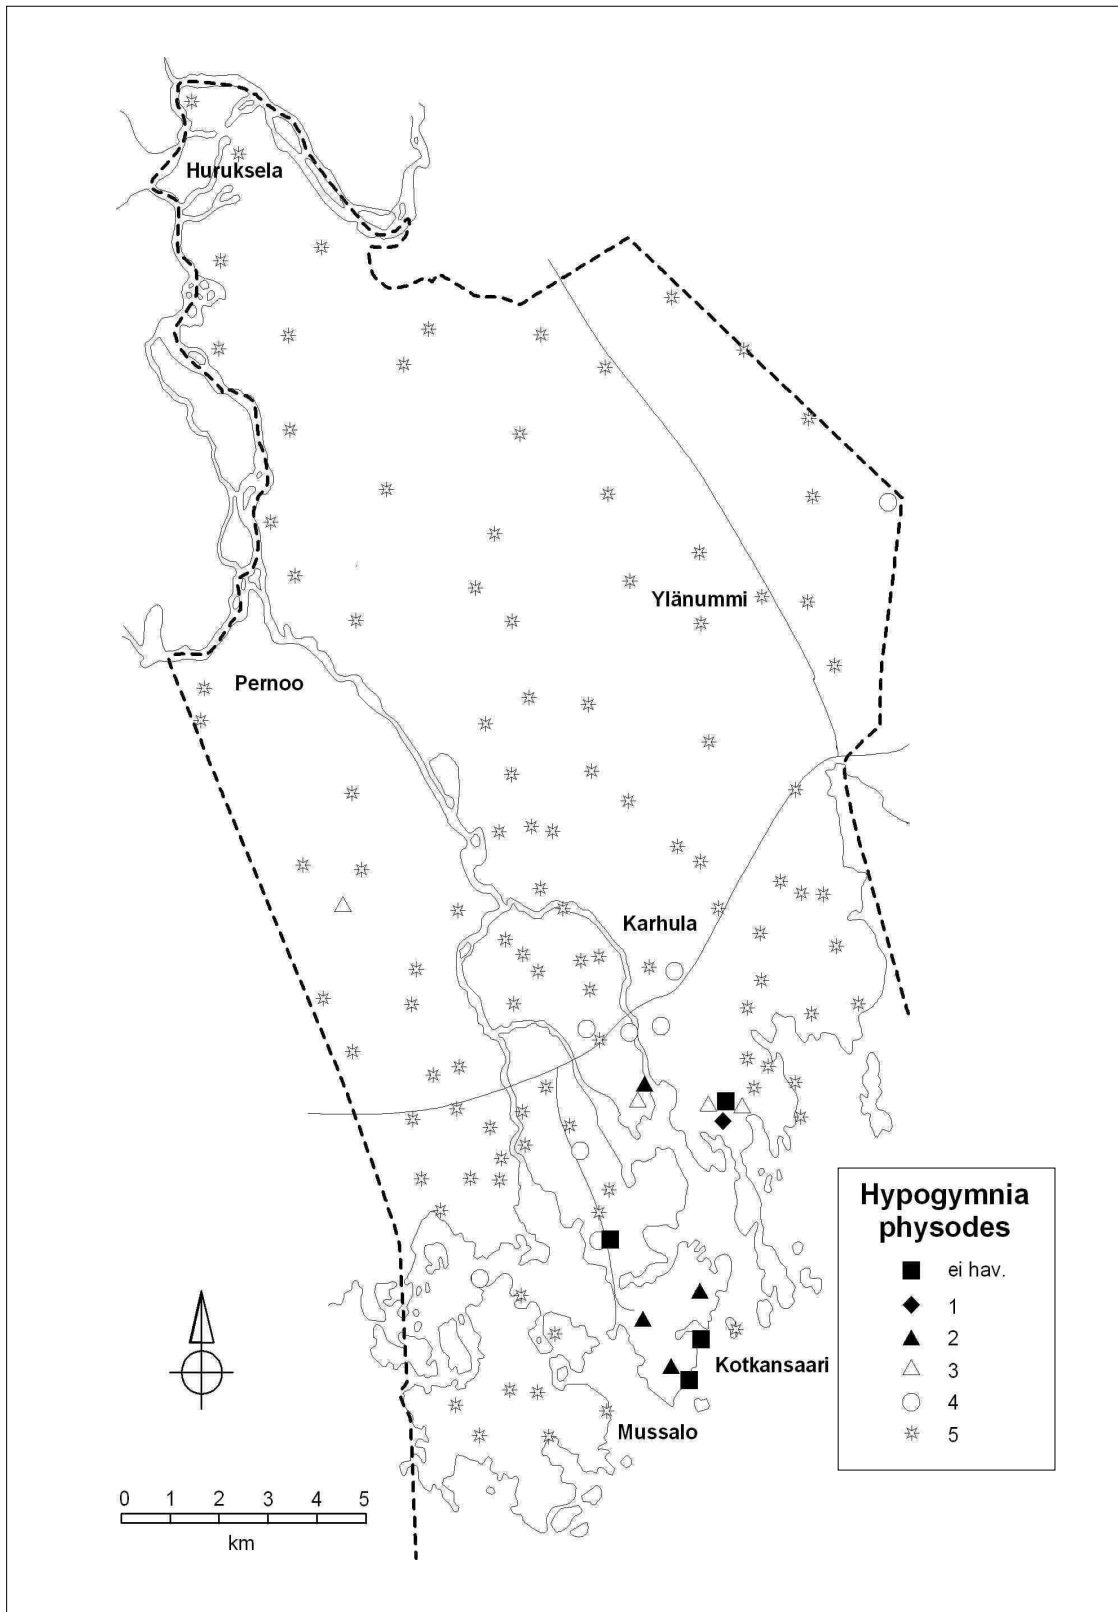 Huruksela
Ylänummi
Pernoo
Karhula
Hypogymnia
physodes
ei hav.
1
2
3
4
5
Kotkansaari
Mussalo
0 1 2 3 4 5
km